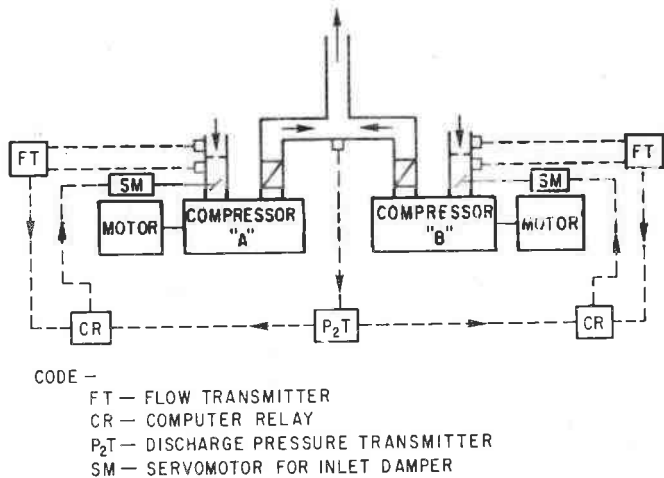 FT
FT
SM
SM
MOTOR
COMPRESSOR
"A"
COMPRESSOR
"B"
MOTOR
CR
P₂T
CR
CODE —
FT — FLOW TRANSMITTER
CR — COMPUTER RELAY
P₂T — DISCHARGE PRESSURE TRANSMITTER
SM — SERVOMOTOR FOR INLET DAMPER